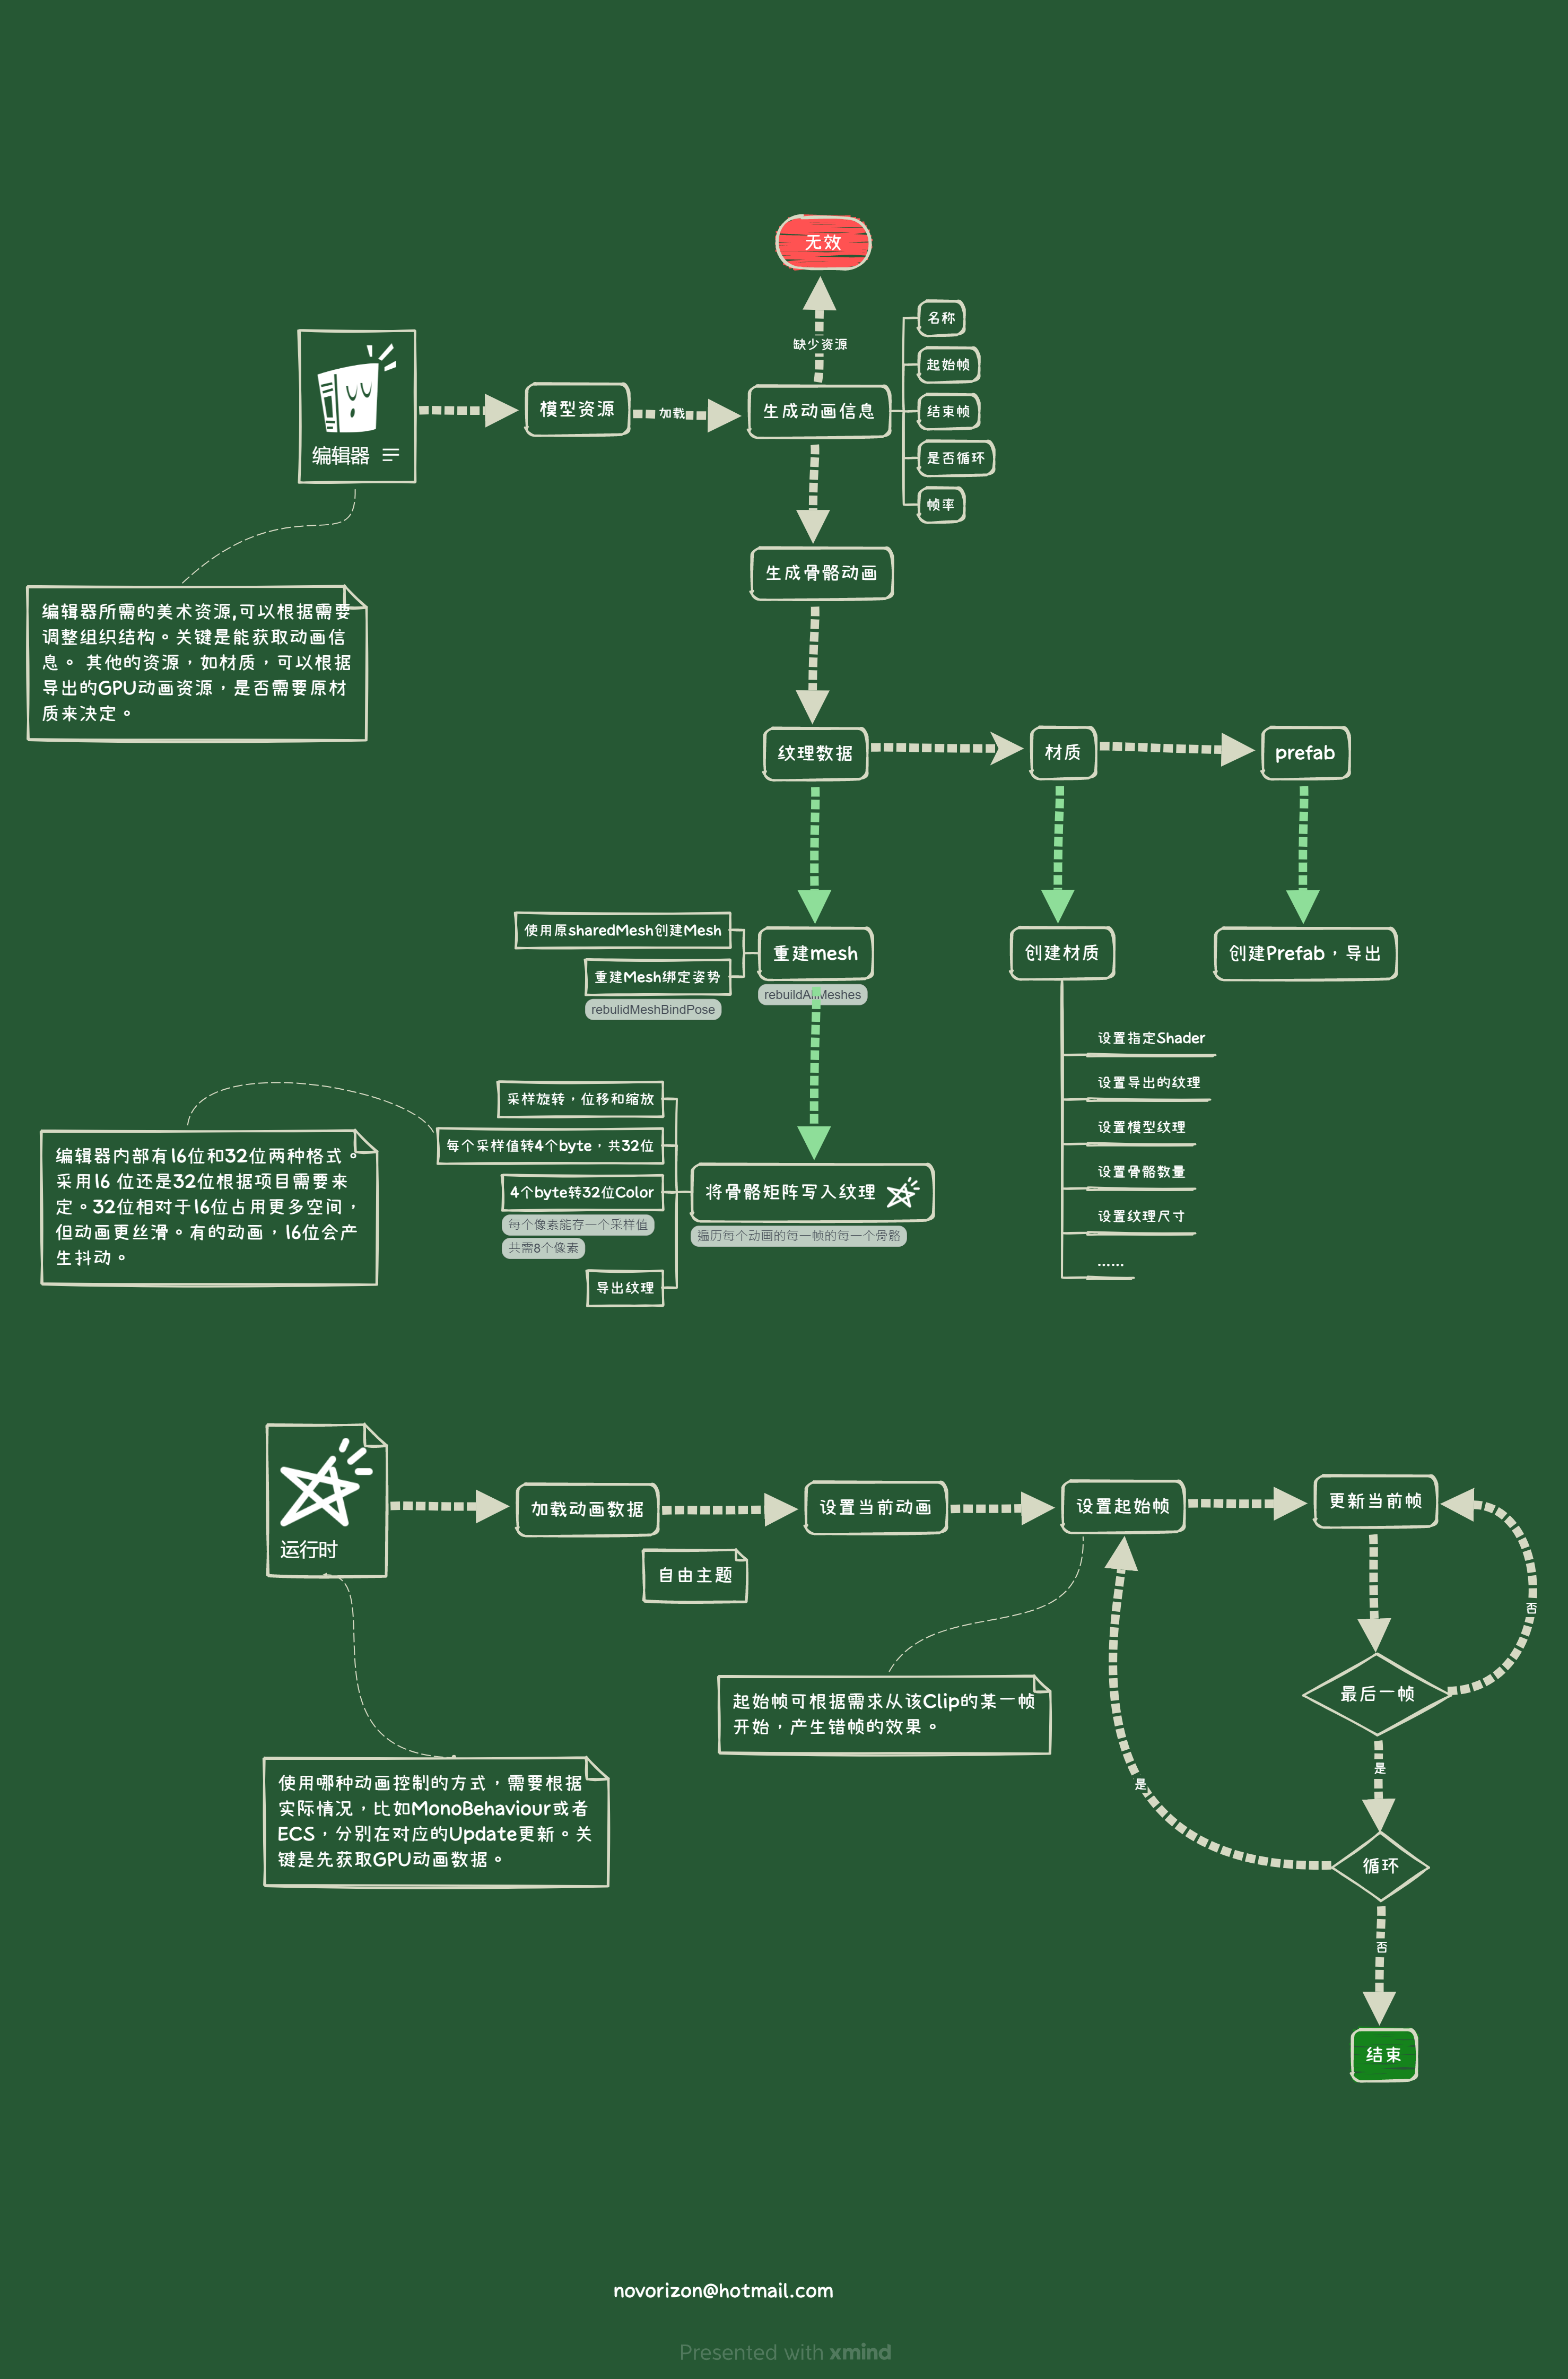 无效
缺少资源
名称
起始帧
结束帧
是否循环
帧率
编辑器
模型资源
加载
生成动画信息
生成骨骼动画
编辑器所需的美术资源,可以根据需要
调整组织结构。关键是能获取动画信
息。 其他的资源，如材质，可以根据
导出的GPU动画资源，是否需要原材
质来决定。
纹理数据
材质
prefab
使用原sharedMesh创建Mesh
重建Mesh绑定姿势
rebulidMeshBindPose
重建mesh
rebuildAllMeshes
创建材质
创建Prefab，导出
设置指定Shader
设置导出的纹理
设置模型纹理
设置骨骼数量
设置纹理尺寸
......
采样旋转，位移和缩放
每个采样值转4个byte，共32位
4个byte转32位Color
每个像素能存一个采样值
共需8个像素
导出纹理
将骨骼矩阵写入纹理
遍历每个动画的每一帧的每一个骨骼
编辑器内部有16位和32位两种格式。
采用16 位还是32位根据项目需要来
定。32位相对于16位占用更多空间，
但动画更丝滑。有的动画，16位会产
生抖动。
运行时
加载动画数据
设置当前动画
设置起始帧
更新当前帧
自由主题
否
起始帧可根据需求从该Clip的某一帧
开始，产生错帧的效果。
最后一帧
是
是
使用哪种动画控制的方式，需要根据
实际情况，比如MonoBehaviour或者
ECS，分别在对应的Update更新。关
键是先获取GPU动画数据。
循环
否
结束
novorizon@hotmail.com
Presented with xmind